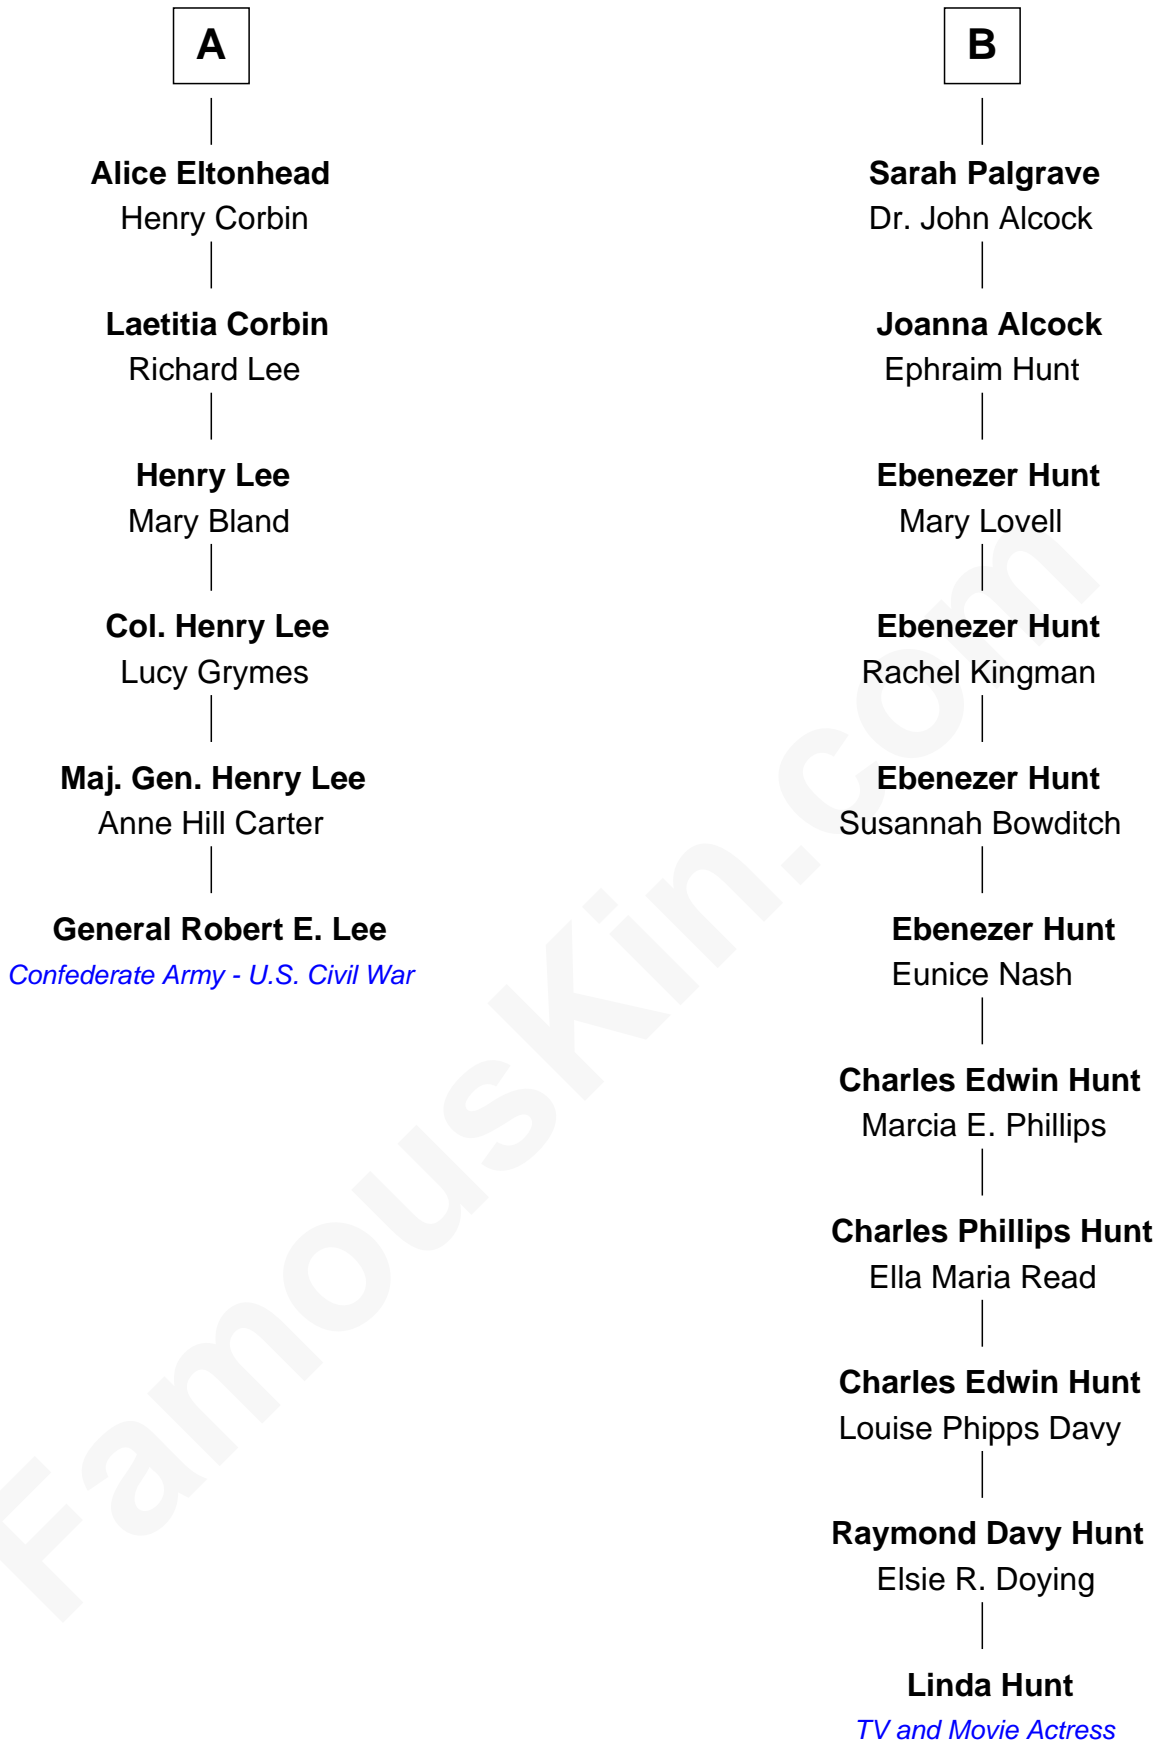 A
Alice Eltonhead
Henry Corbin
Laetitia Corbin
Richard Lee
Henry Lee
Mary Bland
Col. Henry Lee
Lucy Grymes
Maj. Gen. Henry Lee
Anne Hill Carter
General Robert E. Lee
Confederate Army - U.S. Civil War
B
Sarah Palgrave
Dr. John Alcock
Joanna Alcock
Ephraim Hunt
Ebenezer Hunt
Mary Lovell
Ebenezer Hunt
Rachel Kingman
Ebenezer Hunt
Susannah Bowditch
Ebenezer Hunt
Eunice Nash
Charles Edwin Hunt
Marcia E. Phillips
Charles Phillips Hunt
Ella Maria Read
Charles Edwin Hunt
Louise Phipps Davy
Raymond Davy Hunt
Elsie R. Doying
Linda Hunt
TV and Movie Actress
FamousKin.com